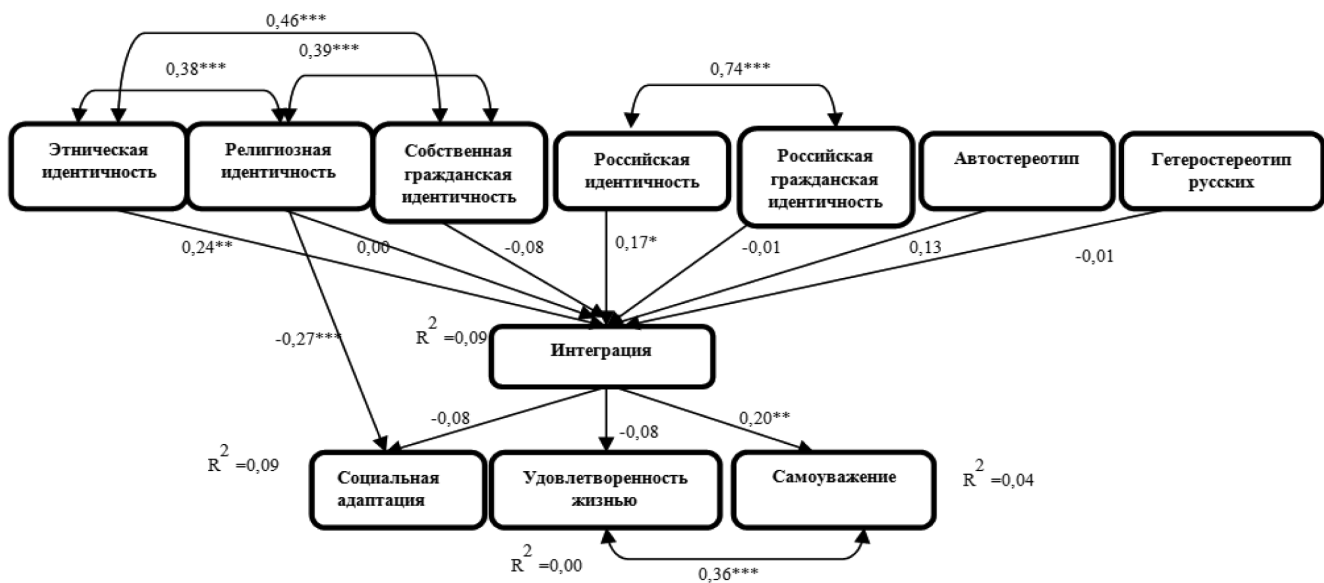 0,46***
0,39***
0,38***
0,74***
Этническая
идентичность
Религиозная
идентичность
Собственная
гражданская
идентичность
Российская
идентичность
Российская
гражданская
идентичность
Автостереотип
Гетеростереотип
русских
0,24**
0,00
-0,08
0,17*
-0,01
0,13
-0,01
-0,27***
R2 =0,09
Интеграция
-0,08
-0,08
0,20**
R2 =0,09
Социальная
адаптация
Удовлетворенность
жизнью
Самоуважение
R2 =0,04
R2 =0,00
0,36***